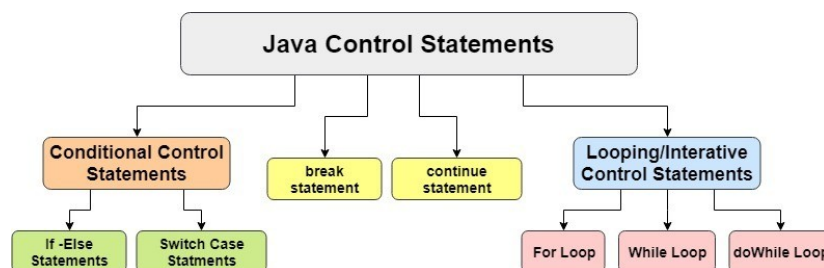 Java Control Statements
Conditional Control
Statements
break
statement
continue
statement
Looping/Interative
Control Statements
If -Else
Statements
Switch Case
Statments
For Loop
While Loop
doWhile Loop